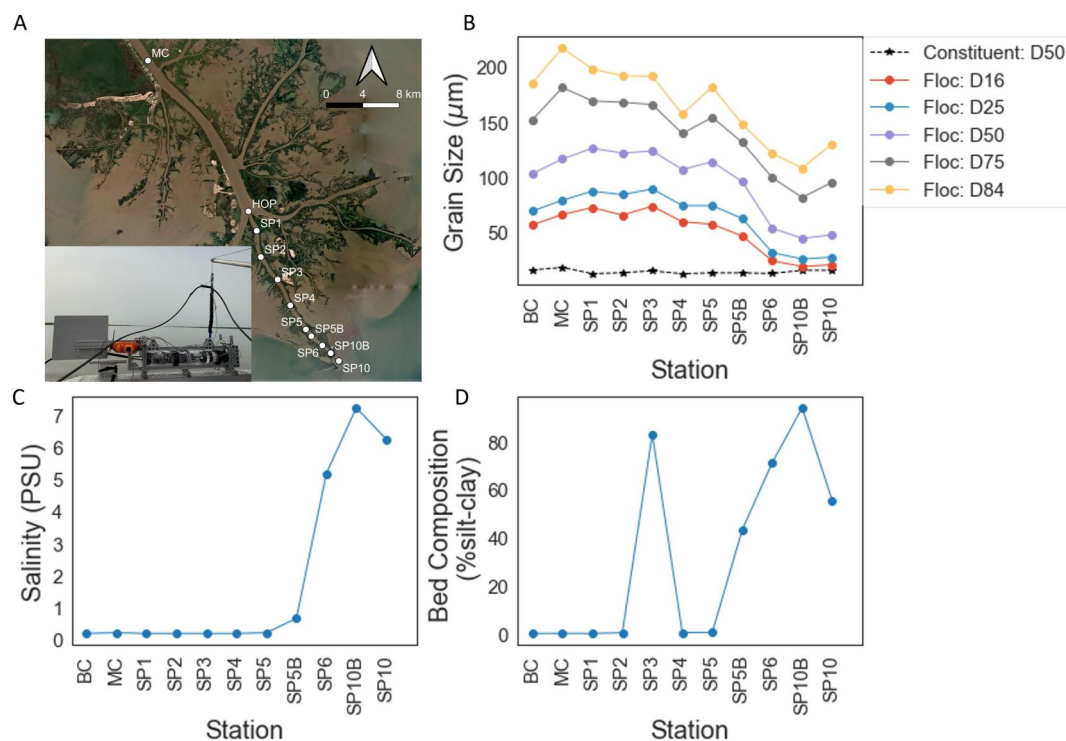 A
MC
0 4 8 km
HOP
SP1
SP2
SP3
SP4
SP5
SP5B
SP6
SP10B
SP10
B
Grain Size (μm)
200
150
100
50
BC MC SP1 SP2 SP3 SP4 SP5 SP5B SP6 SP10B SP10
Station
Constituent: D50
Floc: D16
Floc: D25
Floc: D50
Floc: D75
Floc: D84
C
Salinity (PSU)
7
6
5
4
3
2
1
0
BC MC SP1 SP2 SP3 SP4 SP5 SP5B SP6 SP10B SP10
Station
D
Bed Composition
(%silt-clay)
80
60
40
20
0
BC MC SP1 SP2 SP3 SP4 SP5 SP5B SP6 SP10B SP10
Station